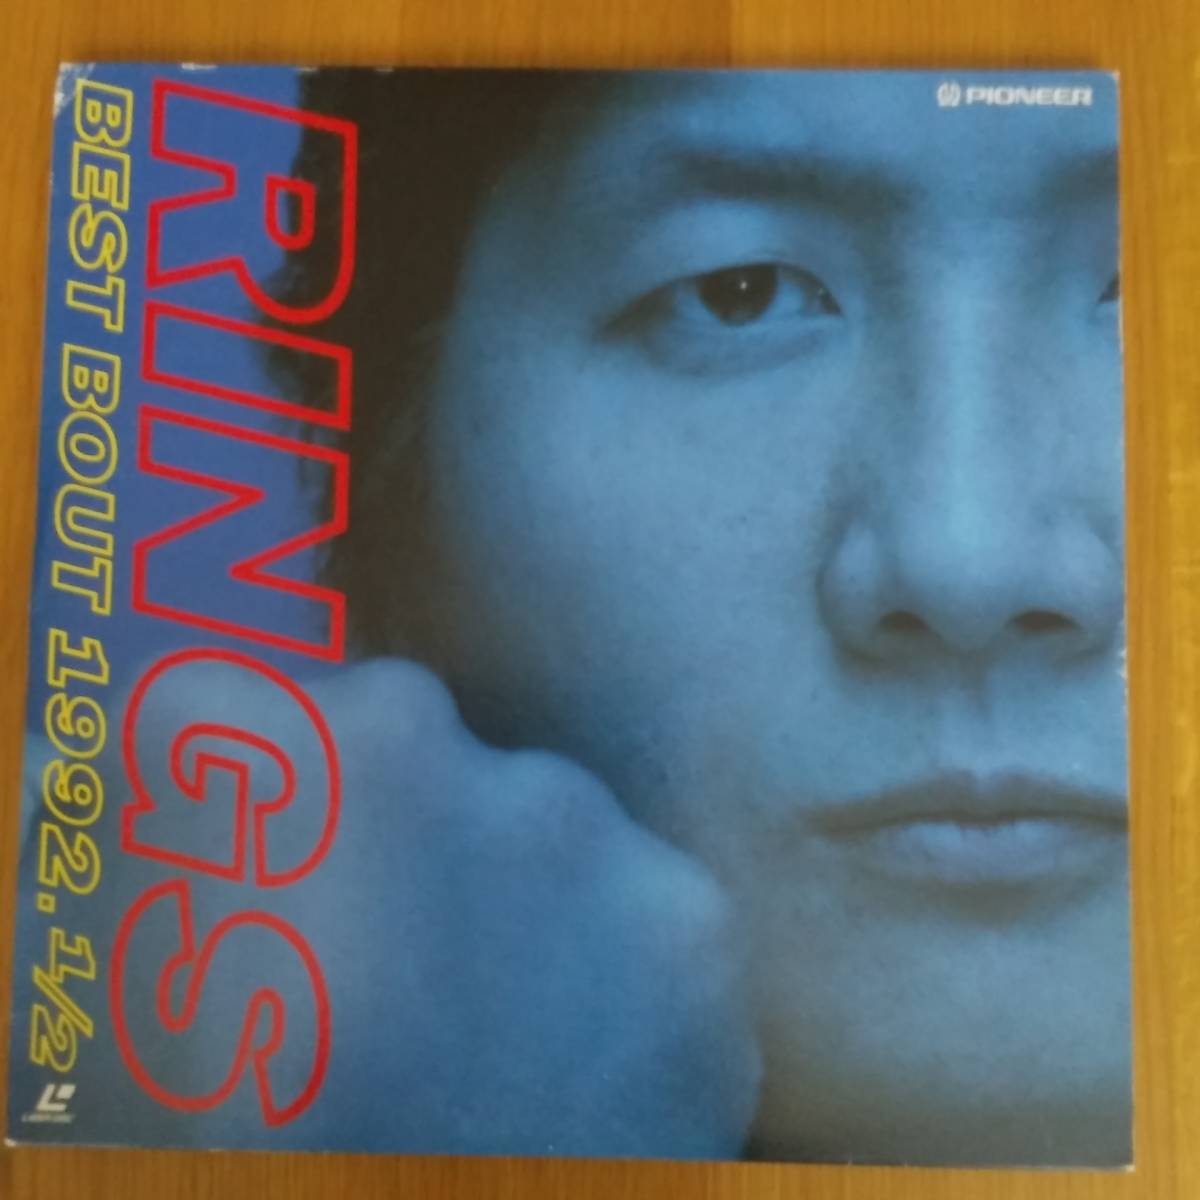 PIONEER
RINGS
BEST BOUT 1992. 1/2